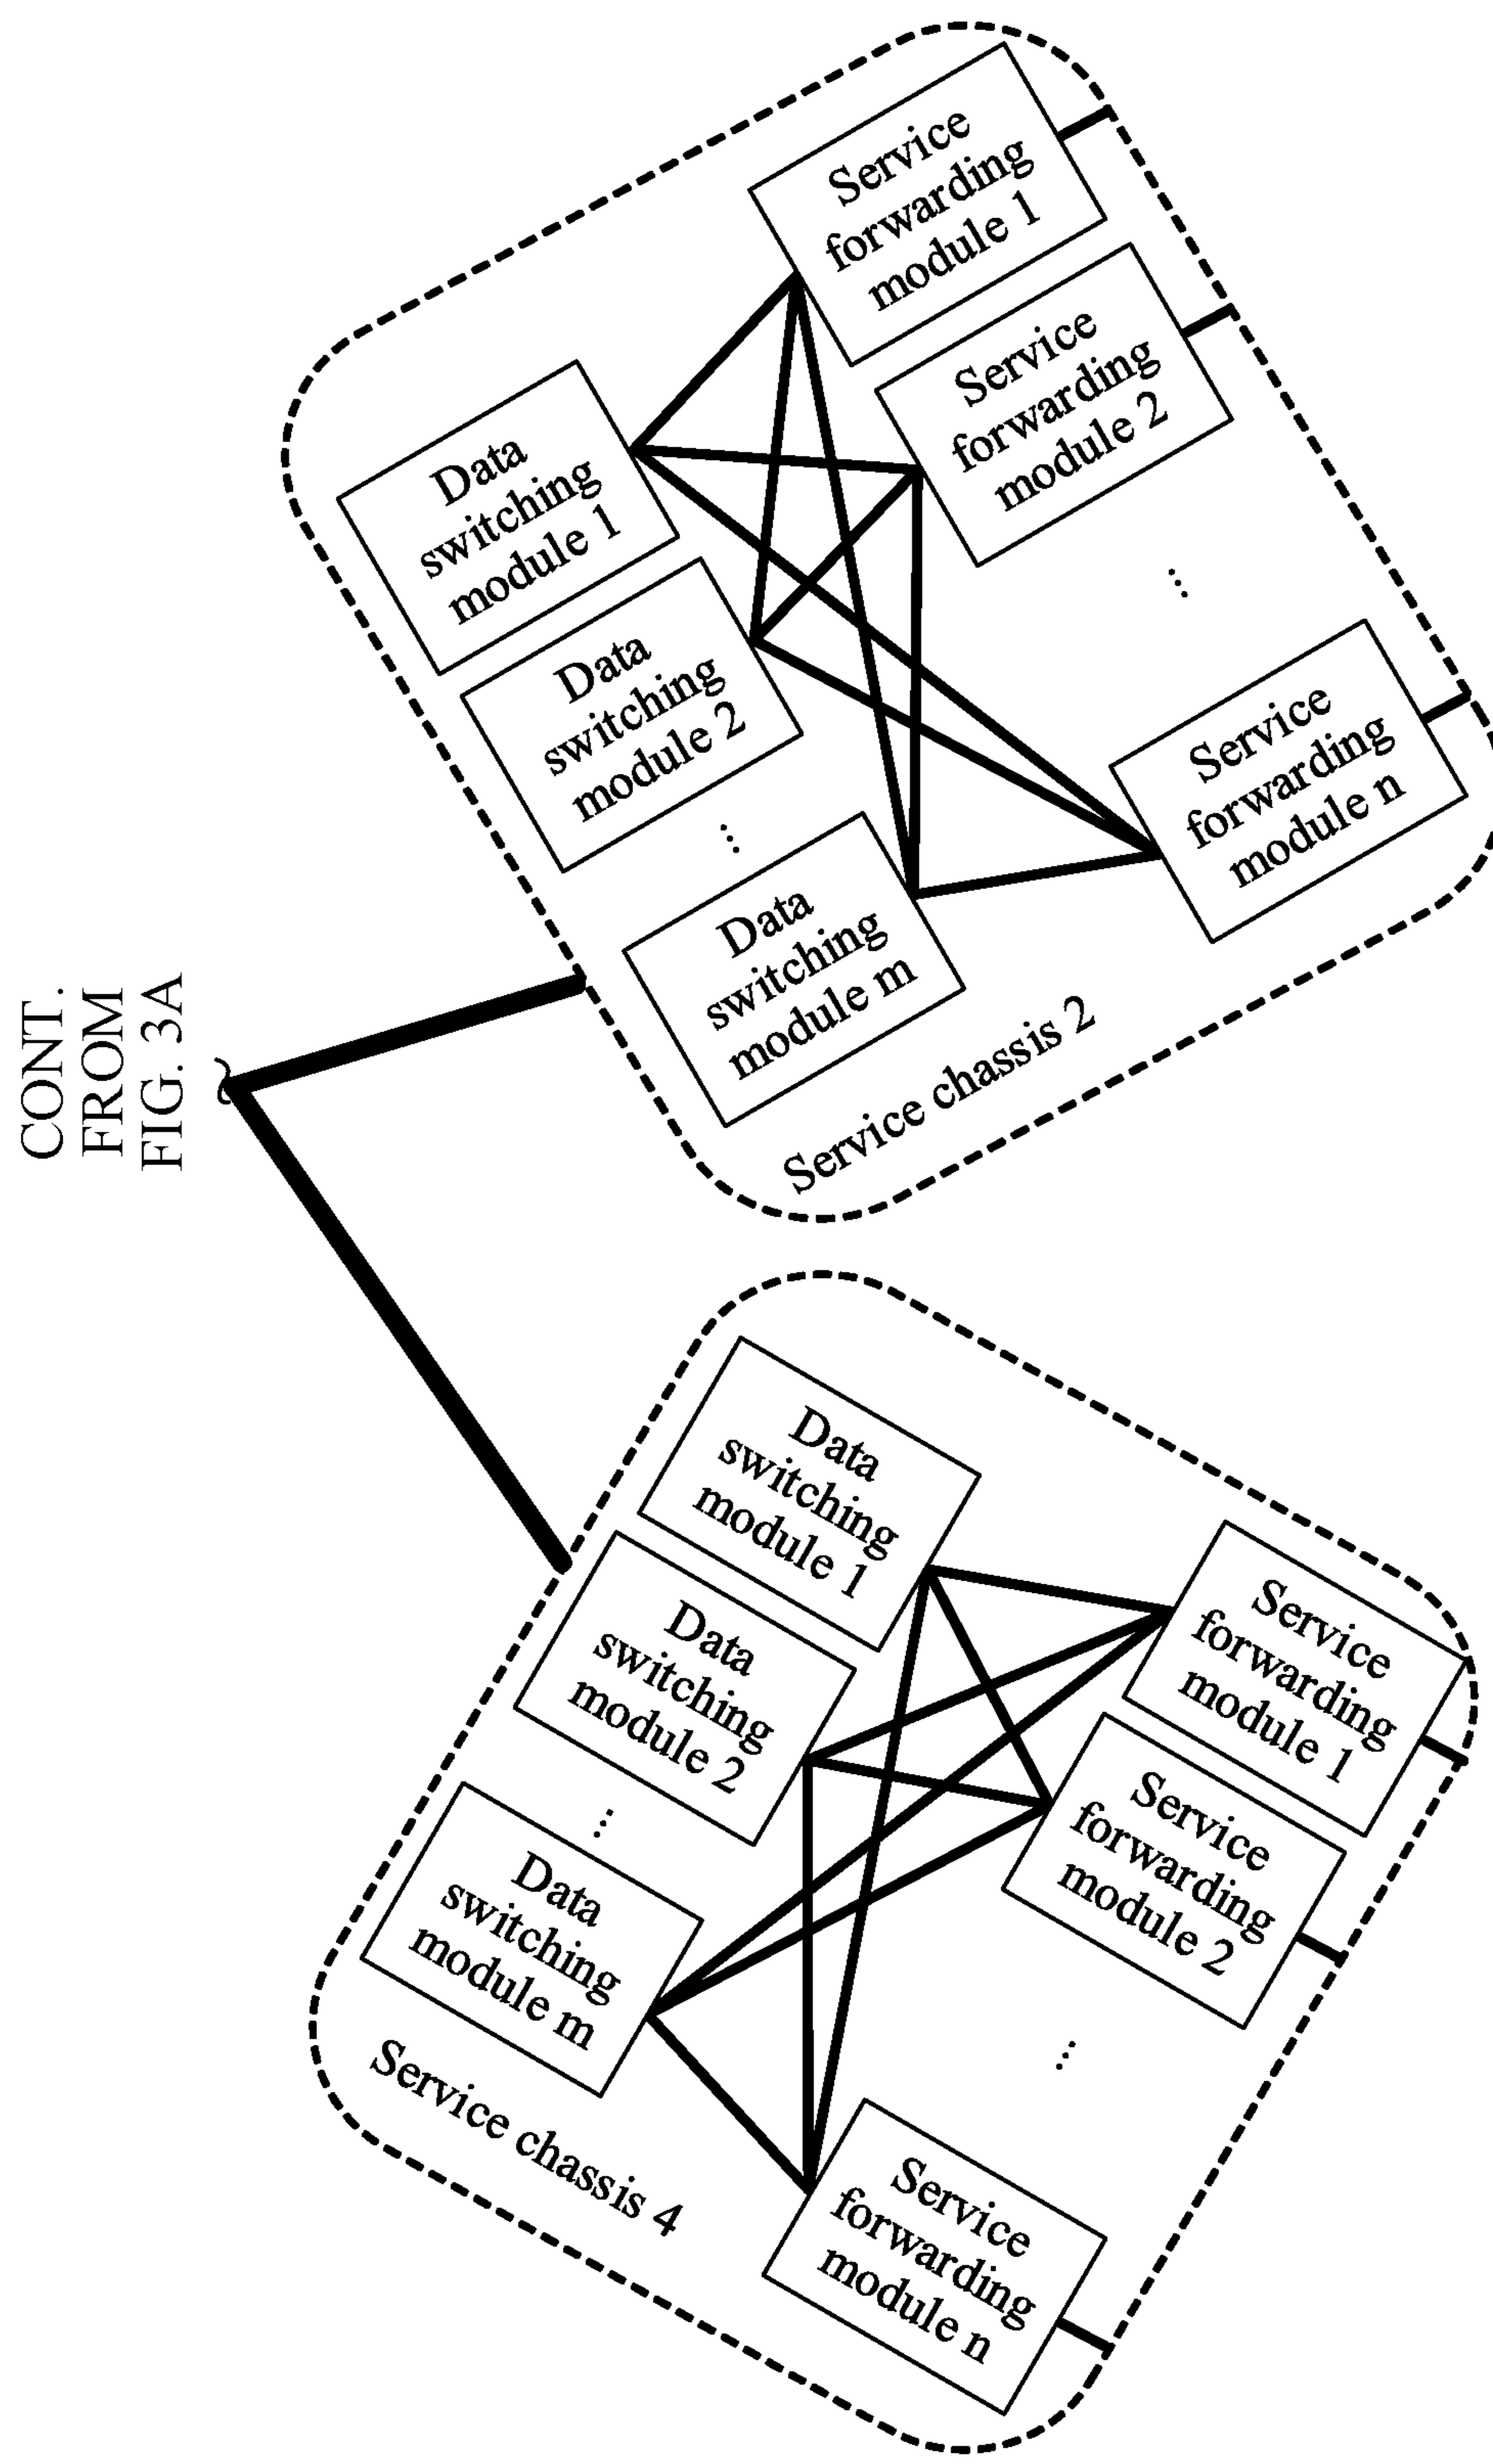 CONT.
FROM
FIG. 3A
Data
switching
module 1
Data
switching
module 2
...
Data
switching
module m
Service
forwarding
module 1
Service
forwarding
module 2
...
Service
forwarding
module n
Service chassis 2
Data
switching
module 1
Data
switching
module 2
...
Data
switching
module m
Service
forwarding
module 1
Service
forwarding
module 2
...
Service
forwarding
module n
Service chassis 4